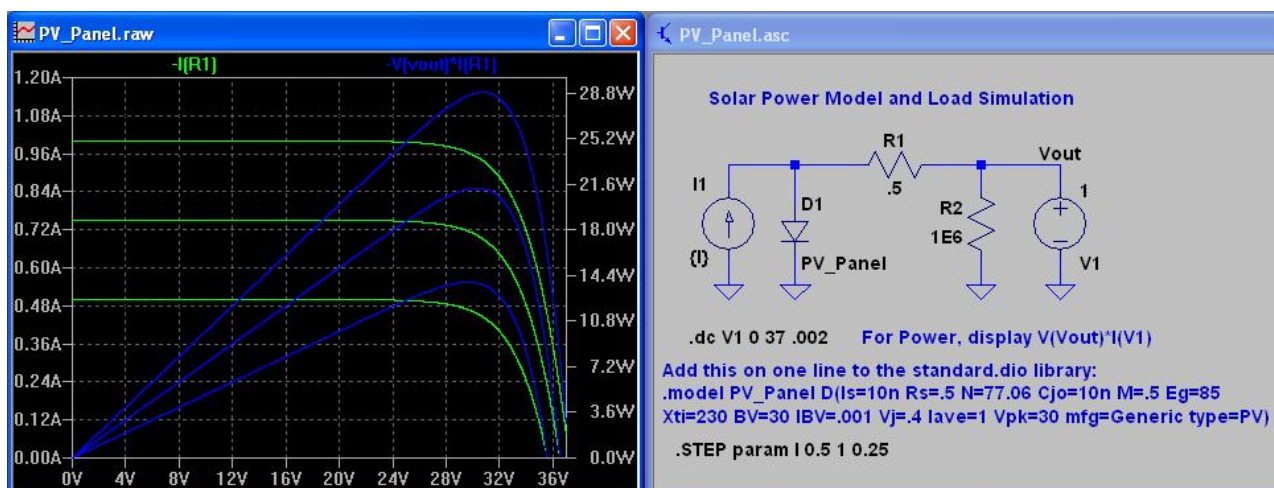 PV_Panel.raw
-I(R1)
-V(vout)*I(R1)
1.20A
1.08A
0.96A
0.84A
0.72A
0.60A
0.48A
0.36A
0.24A
0.12A
0.00A
28.8W
25.2W
21.6W
18.0W
14.4W
10.8W
7.2W
3.6W
0.0W
0V 4V 8V 12V 16V 20V 24V 28V 32V 36V
PV_Panel.asc
Solar Power Model and Load Simulation
R1
.5
Vout
I1
{I}
D1
PV_Panel
R2
1E6
1
V1
.dc V1 0 37 .002 For Power, display V(Vout)*I(V1)
Add this on one line to the standard.dio library:
.model PV_Panel D(Is=10n Rs=.5 N=77.06 Cjo=10n M=.5 Eg=85
Xti=230 BV=30 IBV=.001 Vj=.4 Iave=1 Vpk=30 mfg=Generic type=PV)
.STEP param I 0.5 1 0.25